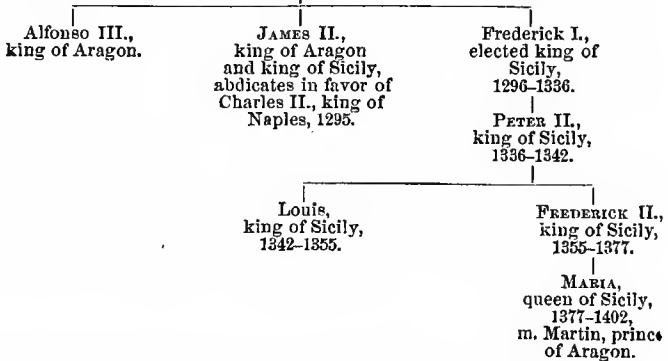 Alfonso III.,
king of Aragon.
James II.,
king of Aragon
and king of Sicily,
abdicates in favor of
Charles II., king of
Naples, 1295.
Frederick I.,
elected king of
Sicily,
1296–1336.
Peter II.,
king of Sicily,
1336–1342.
Louis,
king of Sicily,
1342–1355.
Frederick II.,
king of Sicily,
1355–1377.
Maria,
queen of Sicily,
1377–1402,
m. Martin, prince
of Aragon.